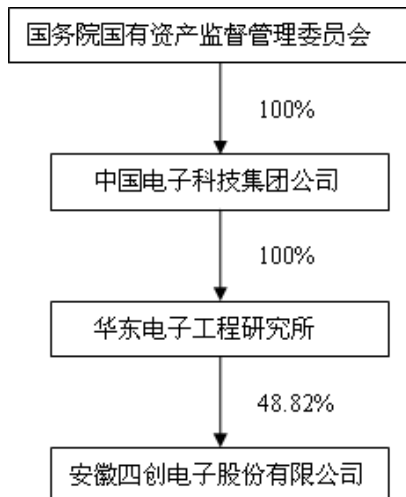 国务院国有资产监督管理委员会
100%
中国电子科技集团公司
100%
华东电子工程研究所
48.82%
安徽四创电子股份有限公司